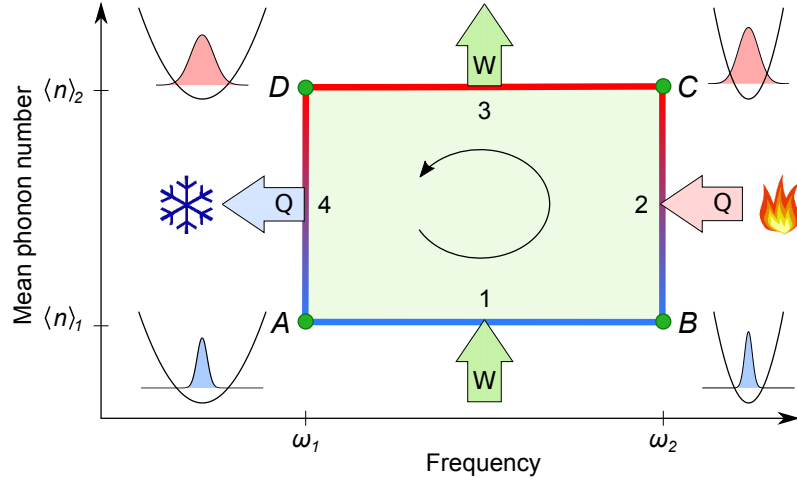 W
⟨n⟩₂
D
C
3
Q
4
2
Q
Mean phonon number
1
⟨n⟩₁
A
B
W
ω₁
ω₂
Frequency